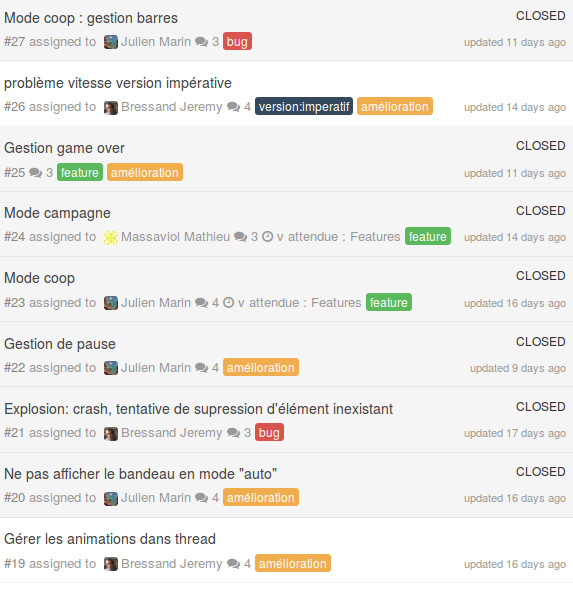 Mode coop : gestion barres CLOSED
#27 assigned to Julien Marin 3 bug updated 11 days ago
problème vitesse version impérative
#26 assigned to Bressand Jeremy 4 version:imperatif amélioration updated 14 days ago
Gestion game over CLOSED
#25 3 feature amélioration updated 11 days ago
Mode campagne CLOSED
#24 assigned to Massaviol Mathieu 3 v attendue : Features feature updated 14 days ago
Mode coop CLOSED
#23 assigned to Julien Marin 4 v attendue : Features feature updated 16 days ago
Gestion de pause CLOSED
#22 assigned to Julien Marin 4 amélioration updated 9 days ago
Explosion: crash, tentative de supression d'élément inexistant CLOSED
#21 assigned to Bressand Jeremy 3 bug updated 17 days ago
Ne pas afficher le bandeau en mode "auto" CLOSED
#20 assigned to Julien Marin 4 amélioration updated 16 days ago
Gérer les animations dans thread
#19 assigned to Bressand Jeremy 4 amélioration updated 16 days ago